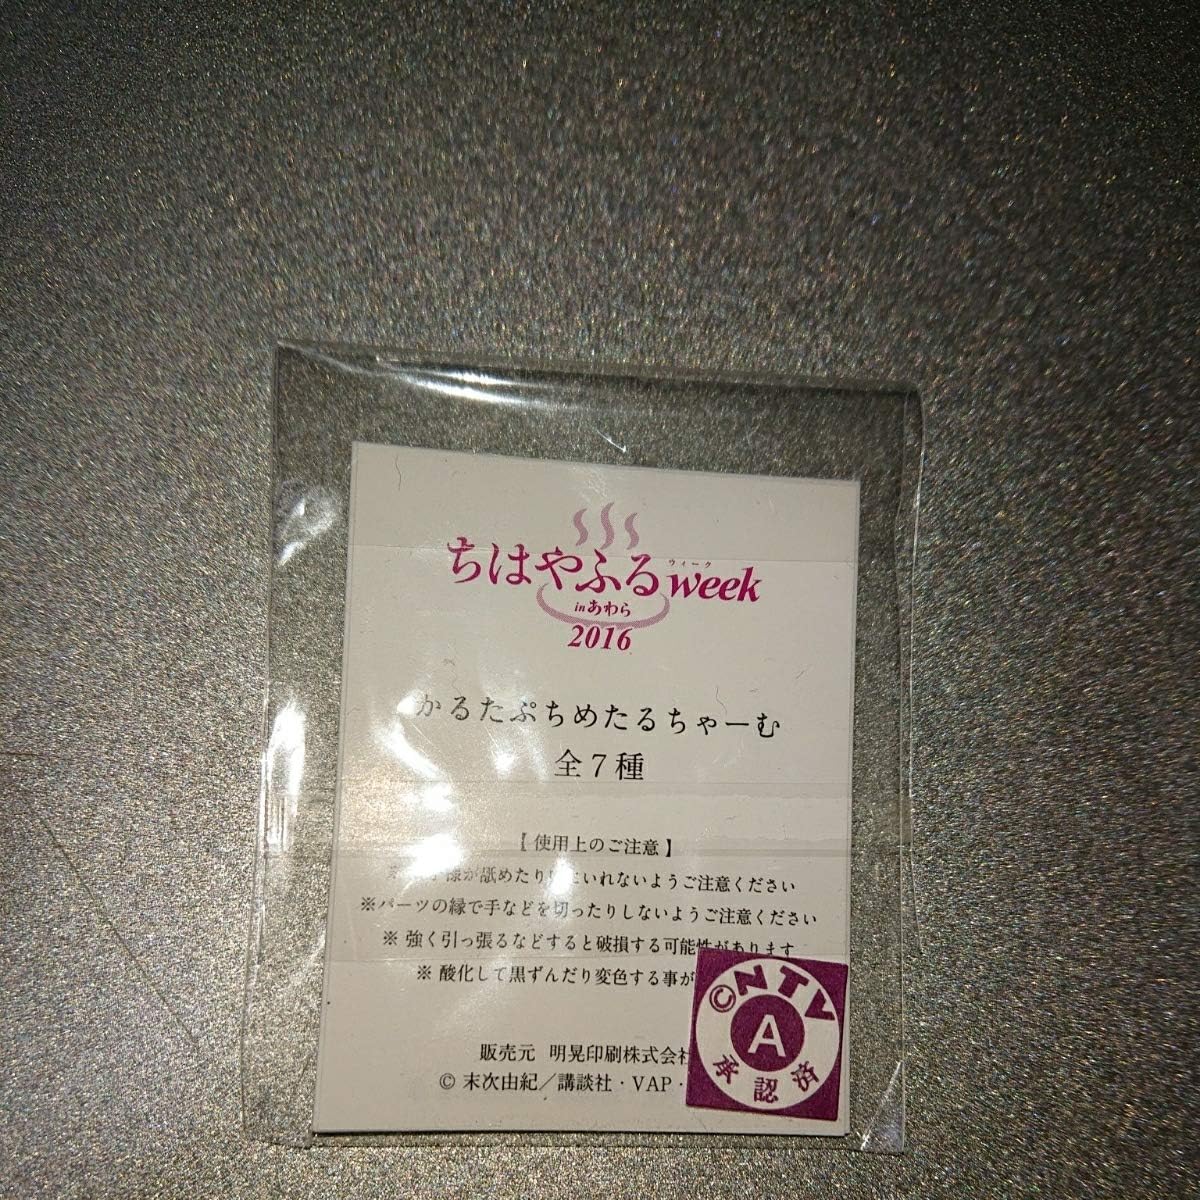 ちはやふるweek
ウィーク
inあわら
2016
かるたぷちめたるちゃーむ
全7種
【使用上のご注意】
様が舐めたり いれないようご注意ください
※パーツの縁で手などを切ったりしないようご注意ください
※ 強く引っ張るなどすると破損する可能性があります
※ 酸化して黒ずんだり変色する事が
販売元 明晃印刷株式会社
© 末次由紀/講談社・VAP・
©NTV
A
承認済